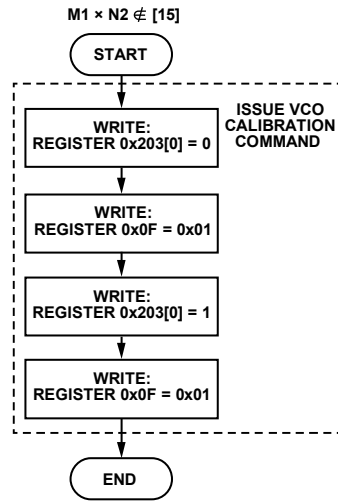 M1 × N2 ∉ [15]
START
ISSUE VCO
CALIBRATION
COMMAND
WRITE:
REGISTER 0x203[0] = 0
WRITE:
REGISTER 0x0F = 0x01
WRITE:
REGISTER 0x203[0] = 1
WRITE:
REGISTER 0x0F = 0x01
END